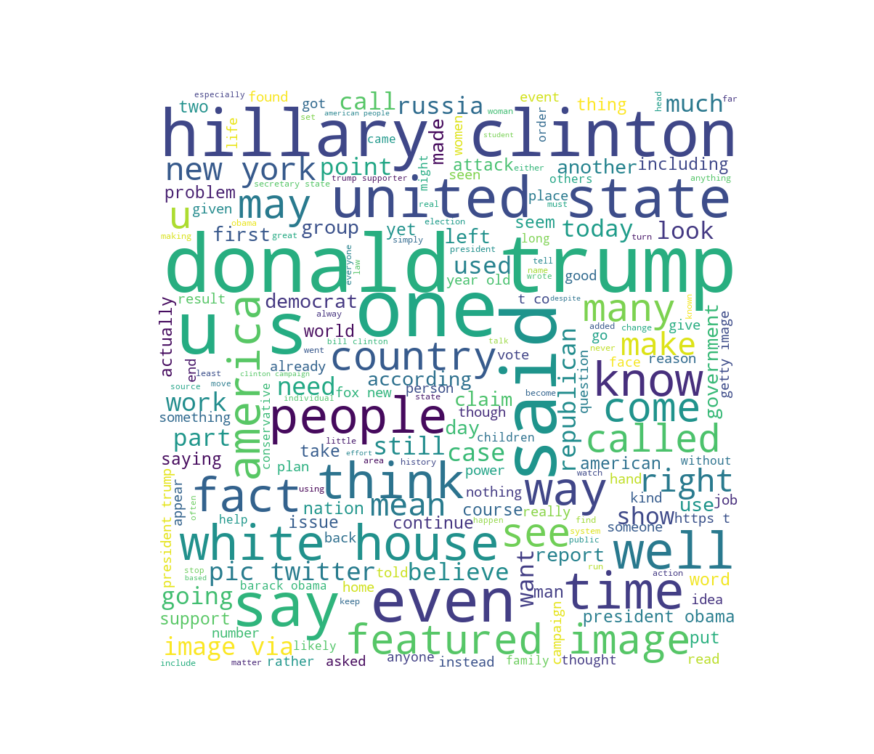 especially found got call russia event thing much head far
two life american people made women woman order
set came student
hillary clinton
new york point might attack seen either another including
secretary state trump supporter others anything
problem may real united state place must
u given obama election seem today look
making great first group simply yet left long president turn
donald trump
everyone law year old used tell name wrote good known
result democrat one t co despite many give
actually america alway world said added change go make getty image
u s bill clinton went talk never reason government
end least already country vote republican face know
source move clinton campaign need fox new according person question
work conservative individual state claim become come
something people little though children called
part day
saying take still case american without
plan area history power watch
think hand right
president trump appear fact using effort nation mean nothing way kind use job
often help issue continue course really someone show https t
white house back happen see find system public
stop based pic twitter told believe want report run action word
going barack obama home man idea
say keep even time
support number campaign president obama
image via likely featured image put
include matter rather asked anyone instead family thought read